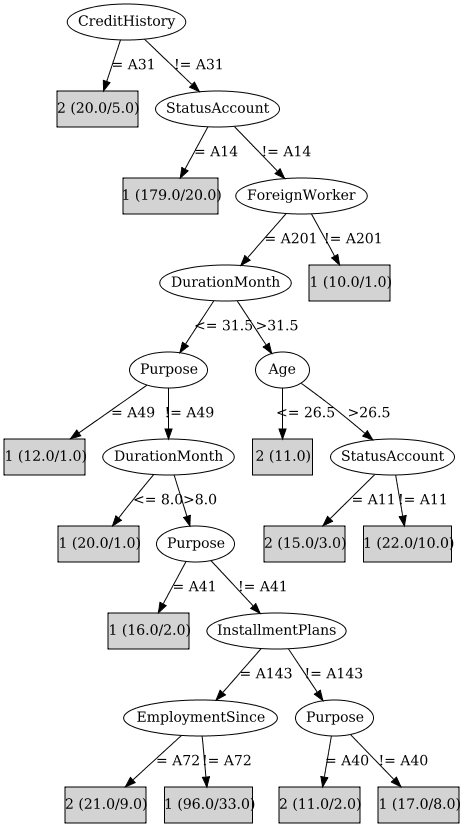 CreditHistory
= A31 != A31
2 (20.0/5.0) StatusAccount
= A14 != A14
1 (179.0/20.0) ForeignWorker
= A201 != A201
DurationMonth 1 (10.0/1.0)
<= 31.5 >31.5
Purpose Age
= A49 != A49 <= 26.5 >26.5
1 (12.0/1.0) DurationMonth 2 (11.0) StatusAccount
<= 8.0 >8.0 = A11 != A11
1 (20.0/1.0) Purpose 2 (15.0/3.0) 1 (22.0/10.0)
= A41 != A41
1 (16.0/2.0) InstallmentPlans
= A143 != A143
EmploymentSince Purpose
= A72 != A72 = A40 != A40
2 (21.0/9.0) 1 (96.0/33.0) 2 (11.0/2.0) 1 (17.0/8.0)